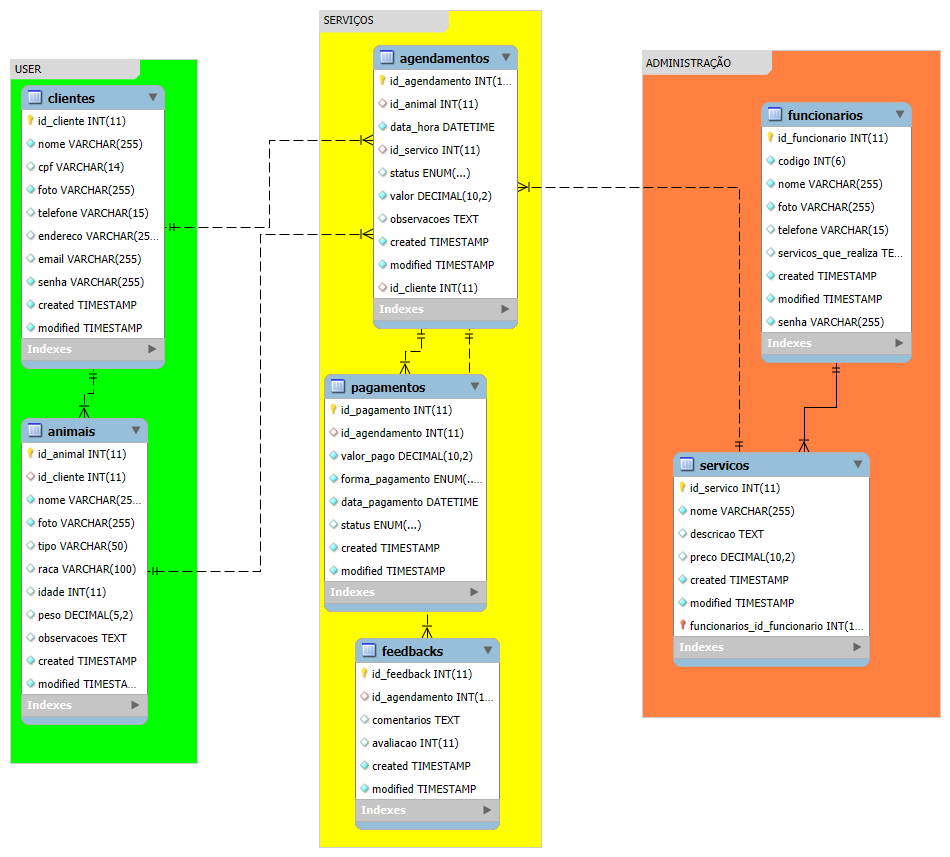 USER
clientes
id_cliente INT(11)
nome VARCHAR(255)
cpf VARCHAR(14)
foto VARCHAR(255)
telefone VARCHAR(15)
endereco VARCHAR(25...
email VARCHAR(255)
senha VARCHAR(255)
created TIMESTAMP
modified TIMESTAMP
Indexes
animais
id_animal INT(11)
id_cliente INT(11)
nome VARCHAR(25...
foto VARCHAR(255)
tipo VARCHAR(50)
raca VARCHAR(100)
idade INT(11)
peso DECIMAL(5,2)
observacoes TEXT
created TIMESTAMP
modified TIMESTA...
Indexes
SERVIÇOS
agendamentos
id_agendamento INT(1...
id_animal INT(11)
data_hora DATETIME
id_servico INT(11)
status ENUM(...)
valor DECIMAL(10,2)
observacoes TEXT
created TIMESTAMP
modified TIMESTAMP
id_cliente INT(11)
Indexes
pagamentos
id_pagamento INT(11)
id_agendamento INT(11)
valor_pago DECIMAL(10,2)
forma_pagamento ENUM(...
data_pagamento DATETIME
status ENUM(...)
created TIMESTAMP
modified TIMESTAMP
Indexes
feedbacks
id_feedback INT(11)
id_agendamento INT(1...
comentarios TEXT
avaliacao INT(11)
created TIMESTAMP
modified TIMESTAMP
Indexes
ADMINISTRAÇÃO
funcionarios
id_funcionario INT(11)
codigo INT(6)
nome VARCHAR(255)
foto VARCHAR(255)
telefone VARCHAR(15)
servicos_que_realiza TE...
created TIMESTAMP
modified TIMESTAMP
senha VARCHAR(255)
Indexes
servicos
id_servico INT(11)
nome VARCHAR(255)
descricao TEXT
preco DECIMAL(10,2)
created TIMESTAMP
modified TIMESTAMP
funcionarios_id_funcionario INT(1...
Indexes